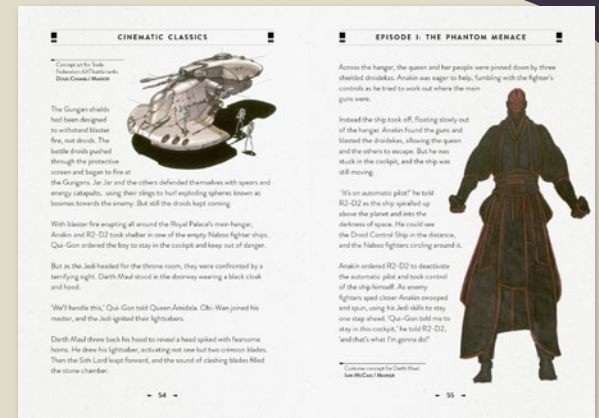 CINEMATIC CLASSICS
Concept art for Trade
Federation AAT battle tanks
DOUG CHIANG / MARKER
The Gungan shields
had been designed
to withstand blaster
fire, not droids. The
battle droids pushed
through the protective
screen and began to fire at
the Gungans. Jar Jar and the others defended themselves with spears and
energy catapults, using their slings to hurl exploding spheres known as
boomas towards the enemy. But still the droids kept coming.
With blaster fire erupting all around the Royal Palace's main hangar,
Anakin and R2-D2 took shelter in one of the empty Naboo fighter ships.
Qui-Gon ordered the boy to stay in the cockpit and keep out of danger.
But as the Jedi headed for the throne room, they were confronted by a
terrifying sight. Darth Maul stood in the doorway wearing a black cloak
and hood.
'We'll handle this,' Qui-Gon told Queen Amidala. Obi-Wan joined his
master, and the Jedi ignited their lightsabers.
Darth Maul threw back his hood to reveal a head spiked with fearsome
horns. He drew his lightsaber, activating not one but two crimson blades.
Then the Sith Lord leapt forward, and the sound of clashing blades filled
the stone chamber.
54
EPISODE I: THE PHANTOM MENACE
Across the hangar, the queen and her people were pinned down by three
shielded droidekas. Anakin was eager to help, fumbling with the fighter's
controls as he tried to work out where the main
guns were.
Instead the ship took off, floating slowly out
of the hangar. Anakin found the guns and
blasted the droidekas, allowing the queen
and the others to escape. But he was
stuck in the cockpit, and the ship was
still moving.
'It's on automatic pilot!' he told
R2-D2 as the ship spiralled up
above the planet and into the
darkness of space. He could see
the Droid Control Ship in the distance,
and the Naboo fighters circling around it.
Anakin ordered R2-D2 to deactivate
the automatic pilot and took control
of the ship himself. As enemy
fighters sped closer Anakin swooped
and spun, using his Jedi skills to stay
one step ahead. 'Qui-Gon told me to
stay in this cockpit,' he told R2-D2,
'and that's what I'm gonna do!'
Costume concept for Darth Maul
IAIN MCCAIG / MARKER
55